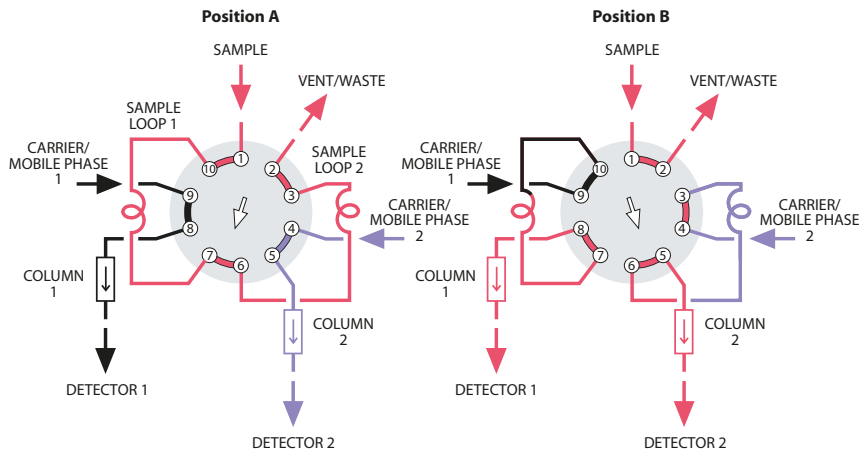 Position A
SAMPLE
VENT/WASTE
SAMPLE
LOOP 1
CARRIER/
MOBILE PHASE
1
SAMPLE
LOOP 2
CARRIER/
MOBILE PHASE
2
1
2
3
4
5
6
7
8
9
10
COLUMN
1
COLUMN
2
DETECTOR 1
DETECTOR 2
Position B
SAMPLE
VENT/WASTE
CARRIER/
MOBILE PHASE
1
CARRIER/
MOBILE PHASE
2
1
2
3
4
5
6
7
8
9
10
COLUMN
1
COLUMN
2
DETECTOR 1
DETECTOR 2